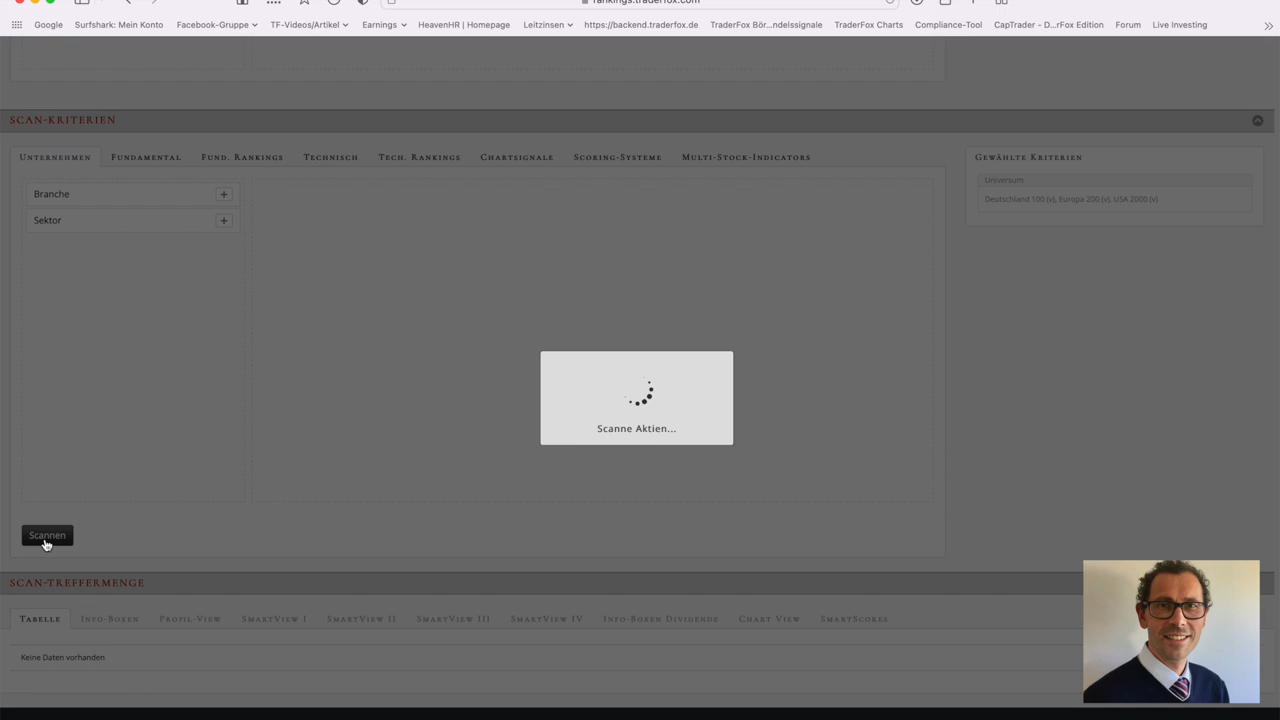 rankings.traderfox.com
Google
Surfshark: Mein Konto
Facebook-Gruppe
TF-Videos/Artikel
Earnings
HeavenHR | Homepage
Leitzinsen
https://backend.traderfox.de
TraderFox Bör...ndelssignale
TraderFox Charts
Compliance-Tool
CapTrader - D...rFox Edition
Forum
Live Investing
SCAN-KRITERIEN
UNTERNEHMEN
FUNDAMENTAL
FUND. RANKINGS
TECHNISCH
TECH. RANKINGS
CHARTSIGNALE
SCORING-SYSTEME
MULTI-STOCK-INDICATORS
GEWÄHLTE KRITERIEN
Branche
Universum
Deutschland 100 (v), Europa 200 (v), USA 2000 (v)
Sektor
Scanne Aktien...
Scannen
SCAN-TREFFERMENGE
TABELLE
INFO-BOXEN
PROFIL-VIEW
SMARTVIEW I
SMARTVIEW II
SMARTVIEW III
SMARTVIEW IV
INFO-BOXEN DIVIDENDE
CHART VIEW
SMARTSCORES
Keine Daten vorhanden